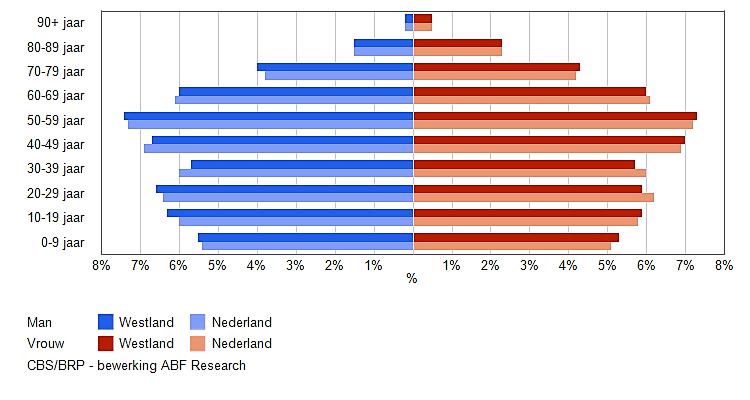 90+ jaar
80-89 jaar
70-79 jaar
60-69 jaar
50-59 jaar
40-49 jaar
30-39 jaar
20-29 jaar
10-19 jaar
0-9 jaar
8% 7% 6% 5% 4% 3% 2% 1% 1% 2% 3% 4% 5% 6% 7% 8%
%
Man Westland Nederland
Vrouw Westland Nederland
CBS/BRP - bewerking ABF Research